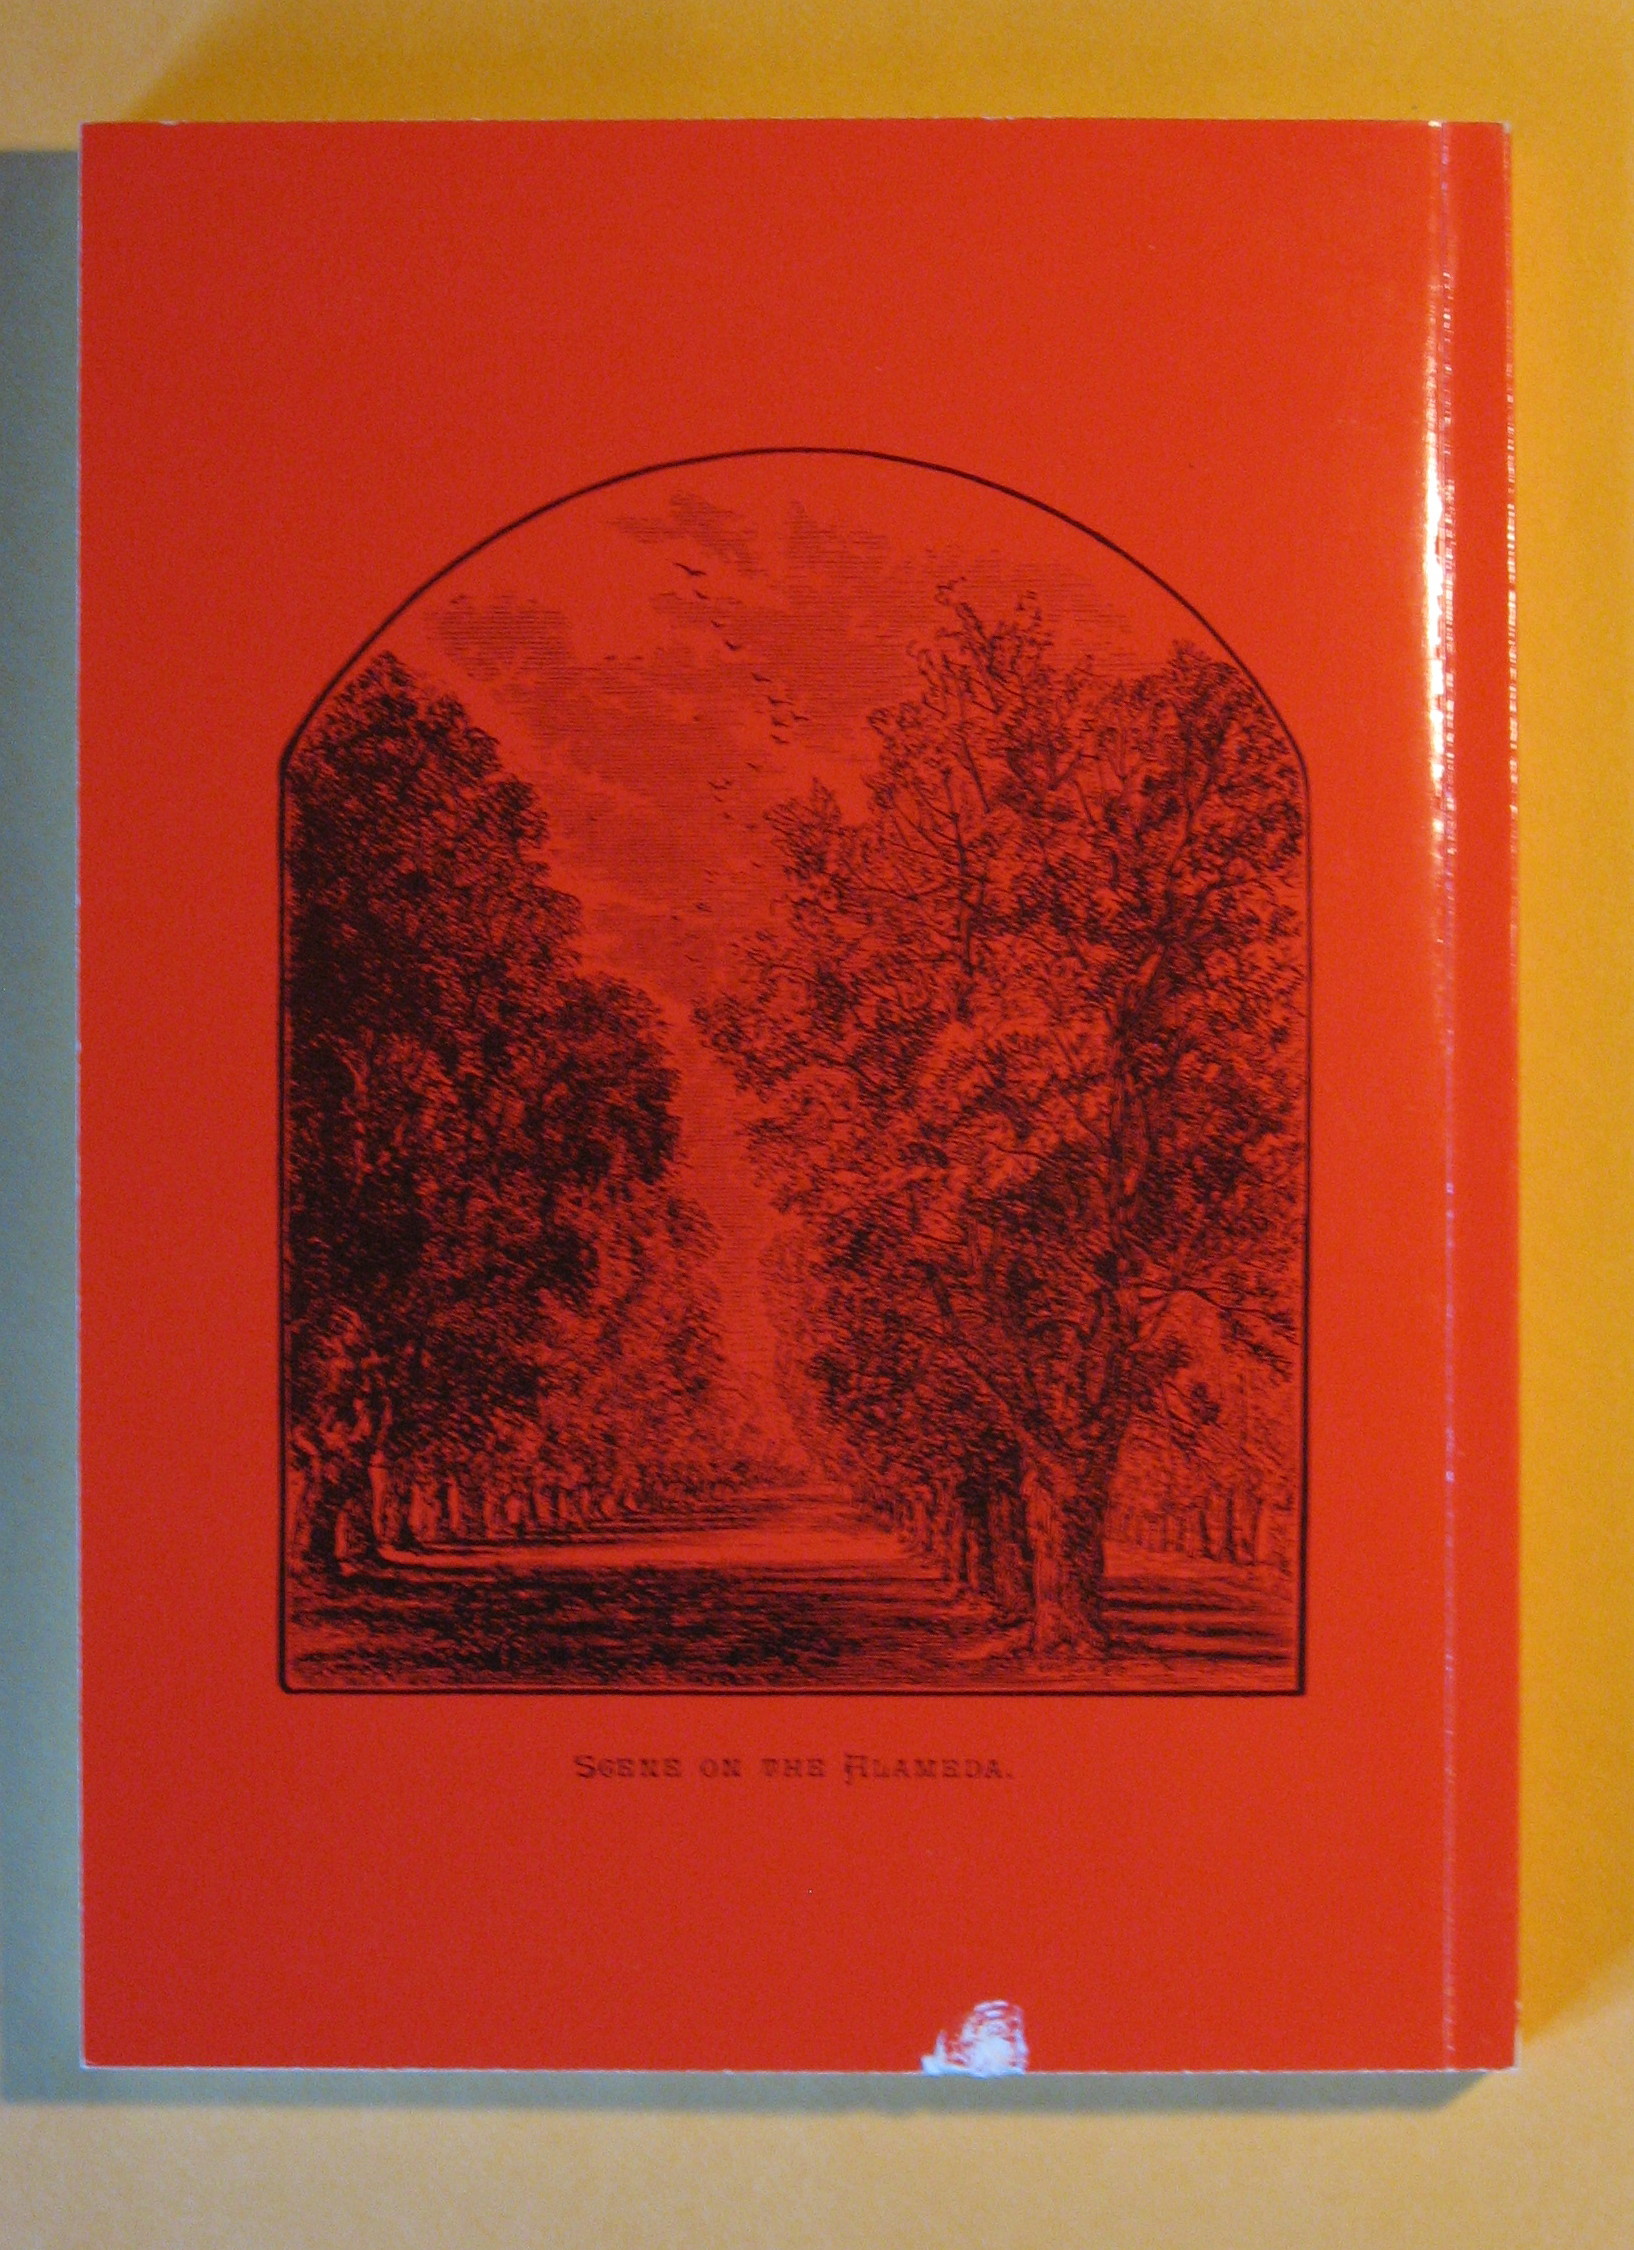 Scene on the Alameda.